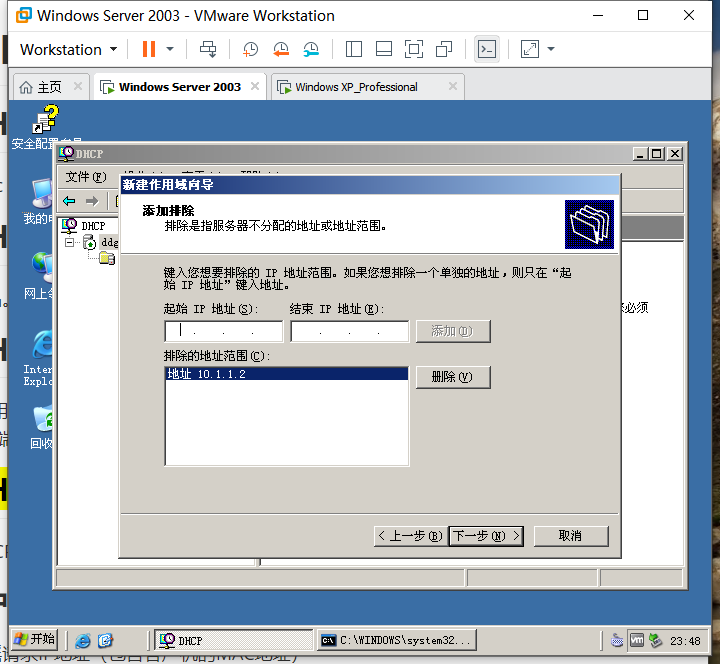 Windows Server 2003 - VMware Workstation
Workstation
主页
Windows Server 2003
Windows XP_Professional
安全配置向导
DHCP
文件(F)
新建作用域向导
添加排除
排除是指服务器不分配的地址或地址范围。
我的电
DHCP
ddg
键入您想要排除的 IP 地址范围。如果您想排除一个单独的地址，则只在“起
始 IP 地址”键入地址。
网上
必须
起始 IP 地址(S):
结束 IP 地址(E):
添加(D)
排除的地址范围(C):
地址 10.1.1.2
删除(V)
Inter
Explo
回收
< 上一步(B)
下一步(N) >
取消
开始
DHCP
C:\WINDOWS\system32...
23:48